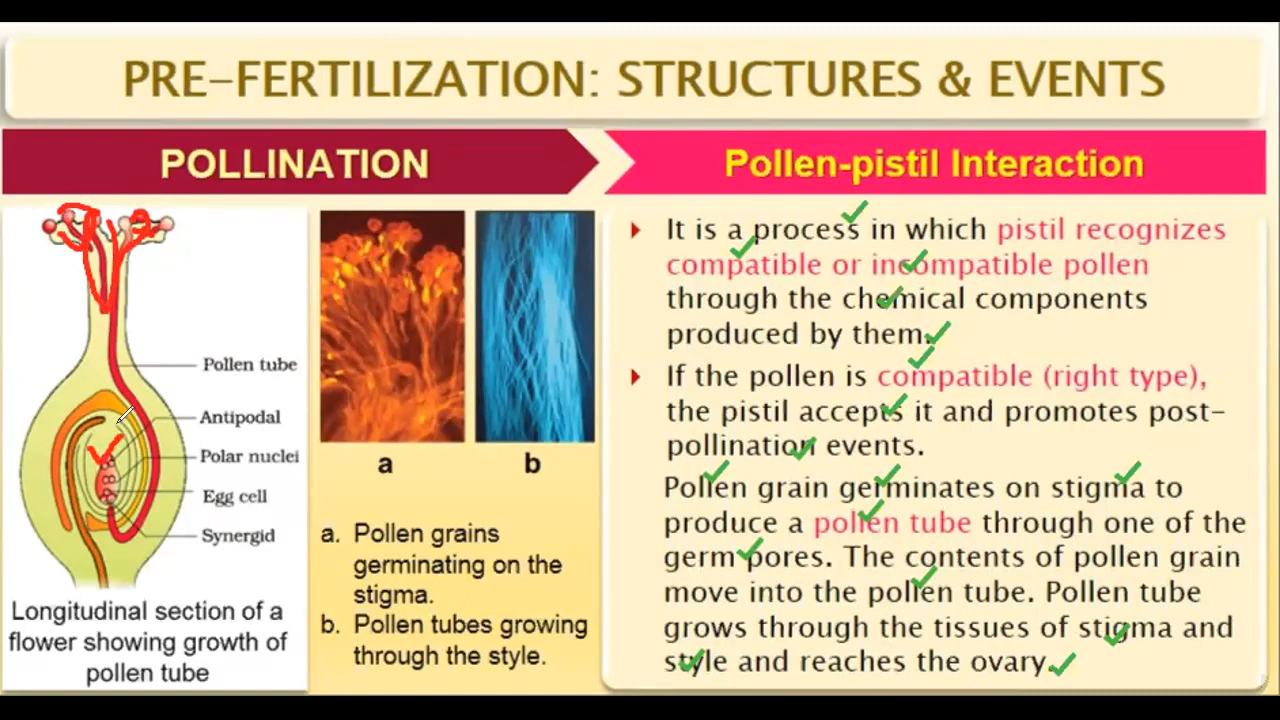 PRE-FERTILIZATION: STRUCTURES & EVENTS
POLLINATION
Pollen-pistil Interaction
Pollen tube
Antipodal
Polar nuclei
Egg cell
Synergid
Longitudinal section of a
flower showing growth of
pollen tube
a
b
a. Pollen grains
germinating on the
stigma.
b. Pollen tubes growing
through the style.
It is a process in which pistil recognizes
compatible or incompatible pollen
through the chemical components
produced by them.
If the pollen is compatible (right type),
the pistil accepts it and promotes post-
pollination events.
Pollen grain germinates on stigma to
produce a pollen tube through one of the
germ pores. The contents of pollen grain
move into the pollen tube. Pollen tube
grows through the tissues of stigma and
style and reaches the ovary.